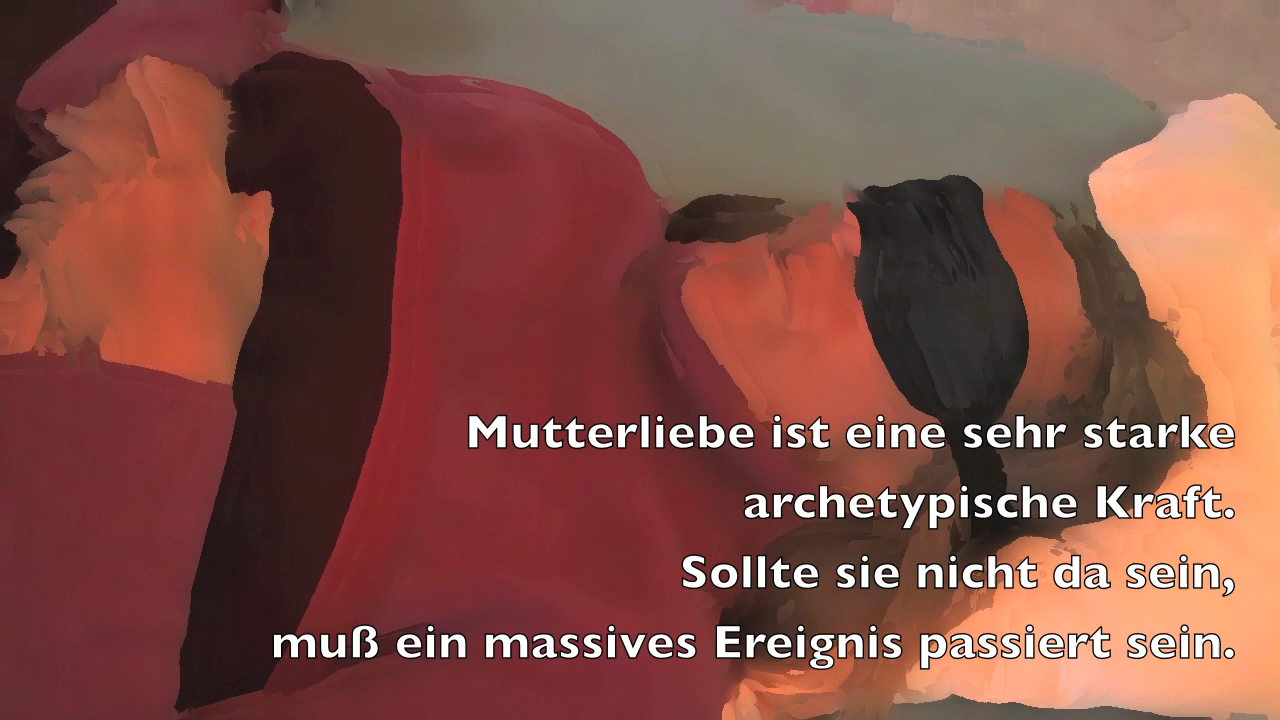 Mutterliebe ist eine sehr starke
archetypische Kraft.
Sollte sie nicht da sein,
muß ein massives Ereignis passiert sein.